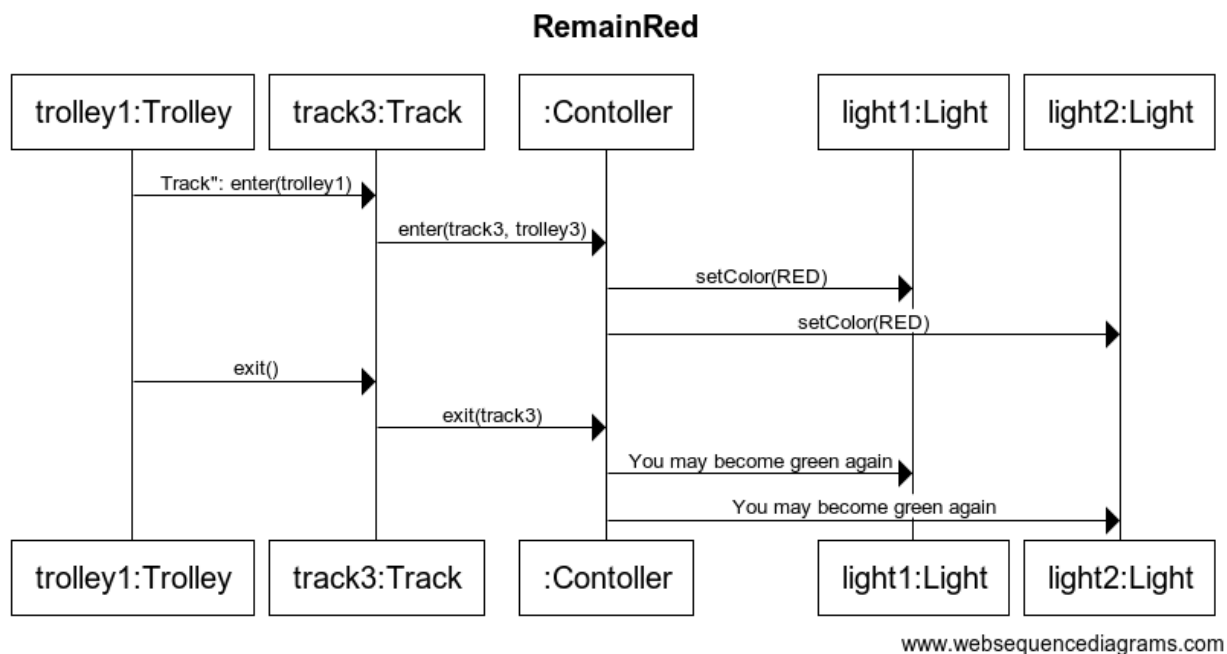 RemainRed
trolley1:Trolley track3:Track :Contoller light1:Light light2:Light
Track": enter(trolley1)
enter(track3, trolley3)
setColor(RED)
setColor(RED)
exit()
exit(track3)
You may become green again
You may become green again
trolley1:Trolley track3:Track :Contoller light1:Light light2:Light
www.websequencediagrams.com